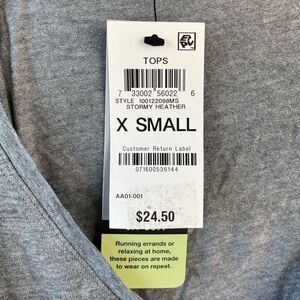 TOPS
7 33002 56022 6
STYLE 100122098MS
STORMY HEATHER
X SMALL
Customer Return Label
071600536144
AA01-001
$24.50
Running errands or
relaxing at home,
these pieces are made
to wear on repeat.